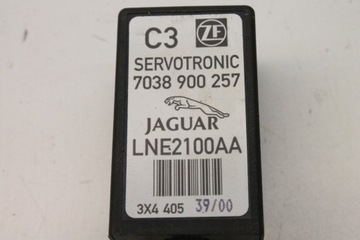 C3 ZF
SERVOTRONIC
7038 900 257
JAGUAR
LNE2100AA
3X4 405 39/00